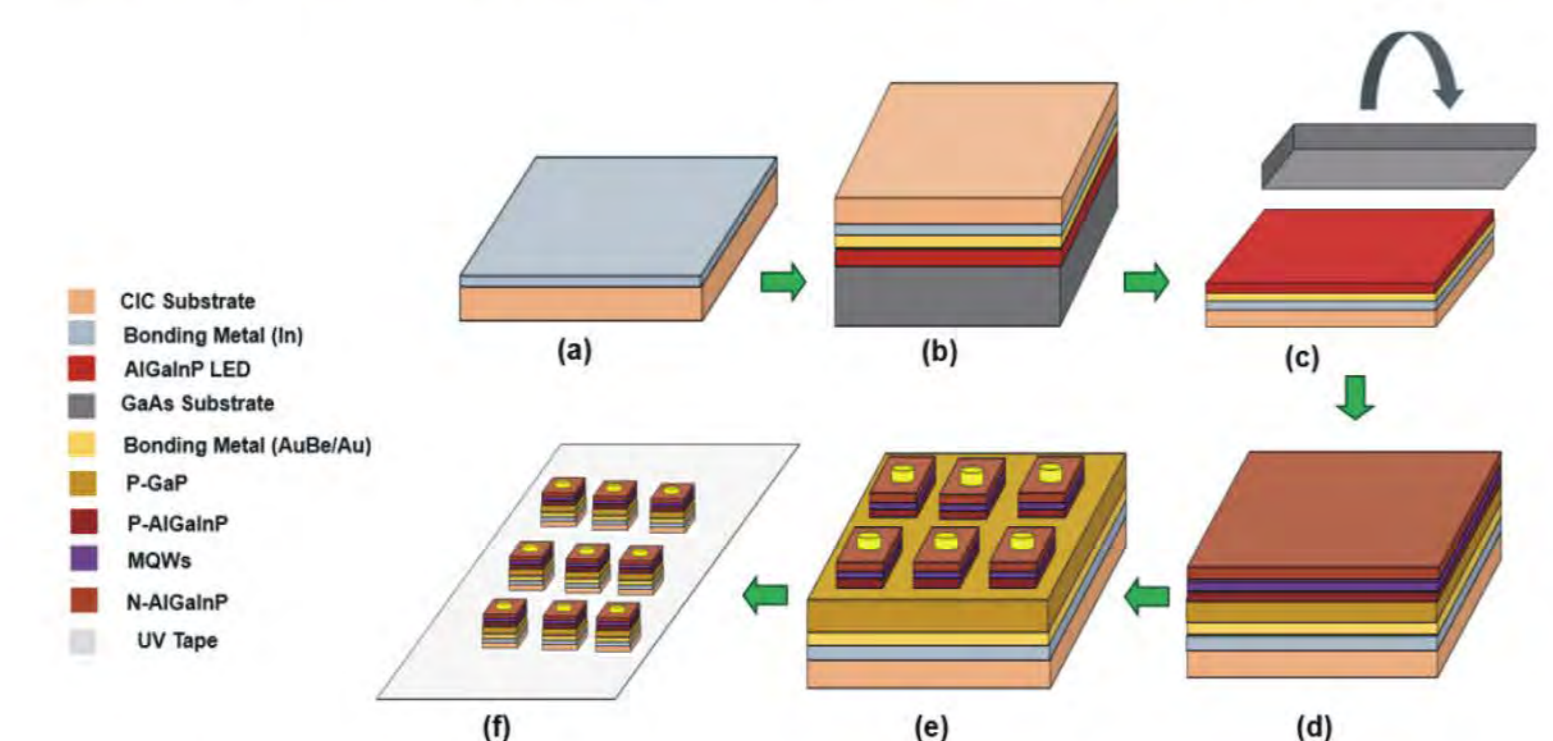 CIC Substrate
Bonding Metal (In)
AlGaInP LED
GaAs Substrate
Bonding Metal (AuBe/Au)
P-GaP
P-AlGaInP
MQWs
N-AlGaInP
UV Tape
(a)
(b)
(c)
(f)
(e)
(d)